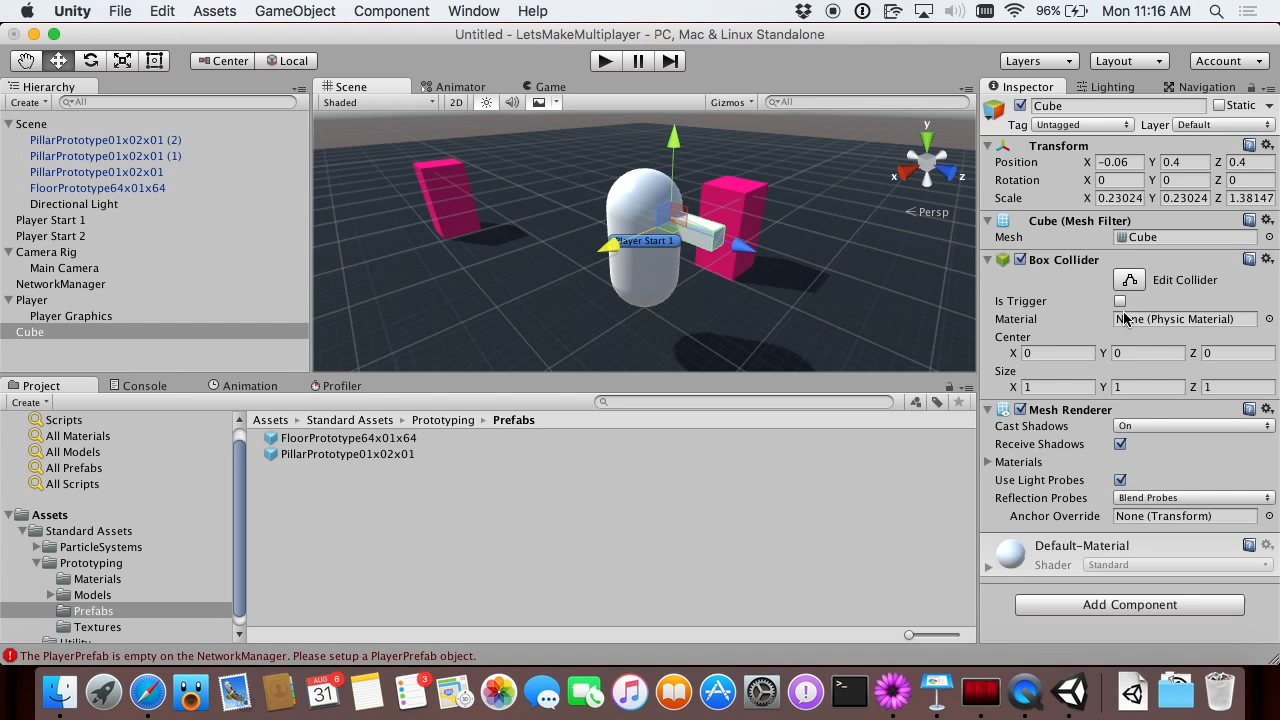 Unity File Edit Assets GameObject Component Window Help 96% Mon 11:16 AM
Untitled - LetsMakeMultiplayer - PC, Mac & Linux Standalone
Center Local Layers Layout Account
Hierarchy
Create All
Scene
PillarPrototype01x02x01 (2)
PillarPrototype01x02x01 (1)
PillarPrototype01x02x01
FloorPrototype64x01x64
Directional Light
Player Start 1
Player Start 2
Camera Rig
Main Camera
NetworkManager
Player
Player Graphics
Cube
Scene Animator Game
Shaded 2D Gizmos All
y
x z
Persp
Player Start 1
Inspector Lighting Navigation
Cube Static
Tag Untagged Layer Default
Transform
Position X -0.06 Y 0.4 Z 0.4
Rotation X 0 Y 0 Z 0
Scale X 0.23024 Y 0.23024 Z 1.38147
Cube (Mesh Filter)
Mesh Cube
Box Collider
Edit Collider
Is Trigger
Material None (Physic Material)
Center
X 0 Y 0 Z 0
Size
X 1 Y 1 Z 1
Mesh Renderer
Cast Shadows On
Receive Shadows
Materials
Use Light Probes
Reflection Probes Blend Probes
Anchor Override None (Transform)
Default-Material
Shader Standard
Add Component
Project Console Animation Profiler
Create
Scripts
All Materials
All Models
All Prefabs
All Scripts
Assets
Standard Assets
ParticleSystems
Prototyping
Materials
Models
Prefabs
Textures
Utility
Assets Standard Assets Prototyping Prefabs
FloorPrototype64x01x64
PillarPrototype01x02x01
The PlayerPrefab is empty on the NetworkManager. Please setup a PlayerPrefab object.
AUG 6
31
3